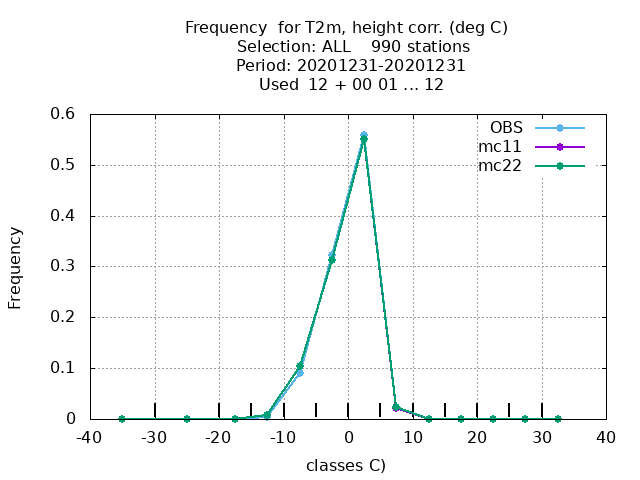 Frequency  for T2m, height corr. (deg C)
Selection: ALL    990 stations
Period: 20201231-20201231
Used  12 + 00 01 ... 12
OBS
mc11
mc22
Frequency
0.6
0.5
0.4
0.3
0.2
0.1
0
-40 -30 -20 -10 0 10 20 30 40
classes C)